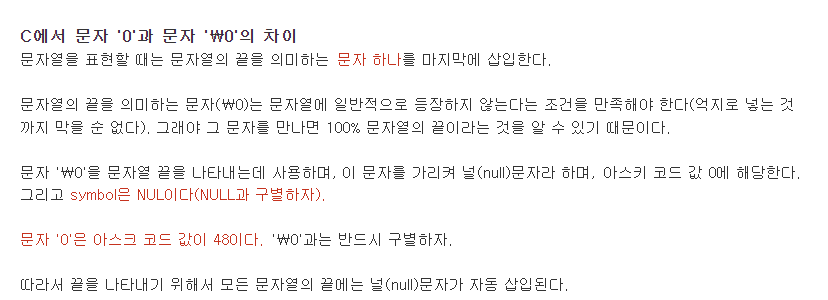 C에서 문자 '0'과 문자 '₩0'의 차이
문자열을 표현할 때는 문자열의 끝을 의미하는 문자 하나를 마지막에 삽입한다.
문자열의 끝을 의미하는 문자(₩0)는 문자열에 일반적으로 등장하지 않는다는 조건을 만족해야 한다(억지로 넣는 것
까지 막을 순 없다). 그래야 그 문자를 만나면 100% 문자열의 끝이라는 것을 알 수 있기 때문이다.
문자 '₩0'을 문자열 끝을 나타내는데 사용하며, 이 문자를 가리켜 널(null)문자라 하며, 아스키 코드 값 0에 해당한다.
그리고 symbol은 NUL이다(NULL과 구별하자).
문자 '0'은 아스크 코드 값이 48이다. '₩0'과는 반드시 구별하자.
따라서 끝을 나타내기 위해서 모든 문자열의 끝에는 널(null)문자가 자동 삽입된다.